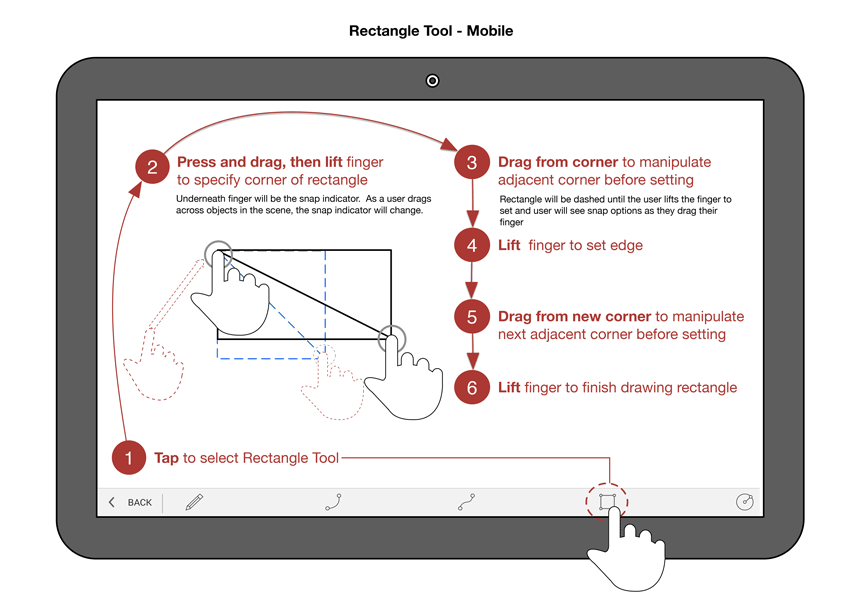 Rectangle Tool - Mobile
2
Press and drag, then lift finger
to specify corner of rectangle
Underneath finger will be the snap indicator.  As a user drags
across objects in the scene, the snap indicator will change.
3
Drag from corner to manipulate
adjacent corner before setting
Rectangle will be dashed until the user lifts the finger to
set and user will see snap options as they drag their
finger
4
Lift  finger to set edge
5
Drag from new corner to manipulate
next adjacent corner before setting
6
Lift finger to finish drawing rectangle
1
Tap to select Rectangle Tool
BACK